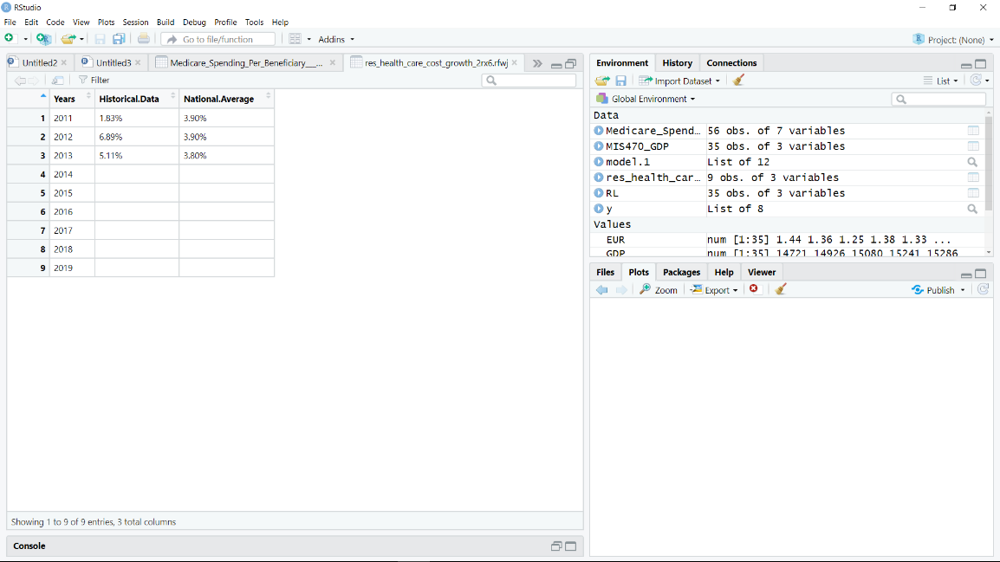 RStudio
File Edit Code View Plots Session Build Debug Profile Tools Help
Go to file/function Addins Project: (None)
Untitled2 Untitled3 Medicare_Spending_Per_Beneficiary__... res_health_care_cost_growth_2rx6.rfwj
Filter
Years Historical.Data National.Average
1 2011 1.83% 3.90%
2 2012 6.89% 3.90%
3 2013 5.11% 3.80%
4 2014
5 2015
6 2016
7 2017
8 2018
9 2019
Showing 1 to 9 of 9 entries, 3 total columns
Console
Environment History Connections
Import Dataset List
Global Environment
Data
Medicare_Spend... 56 obs. of 7 variables
MIS470_GDP 35 obs. of 3 variables
model.1 List of 12
res_health_car... 9 obs. of 3 variables
RL 35 obs. of 3 variables
y List of 8
Values
EUR num [1:35] 1.44 1.36 1.25 1.38 1.33 ...
GDP num [1:35] 14721 14926 15080 15241 15286
Files Plots Packages Help Viewer
Zoom Export Publish